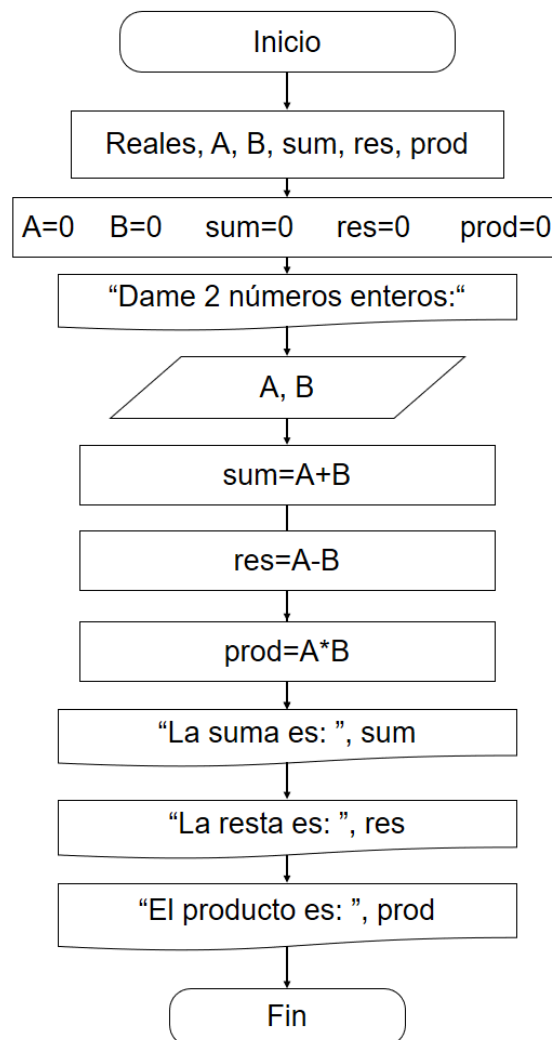 Inicio
Reales, A, B, sum, res, prod
A=0 B=0 sum=0 res=0 prod=0
“Dame 2 números enteros:“
A, B
sum=A+B
res=A-B
prod=A*B
“La suma es: ”, sum
“La resta es: ”, res
“El producto es: ”, prod
Fin